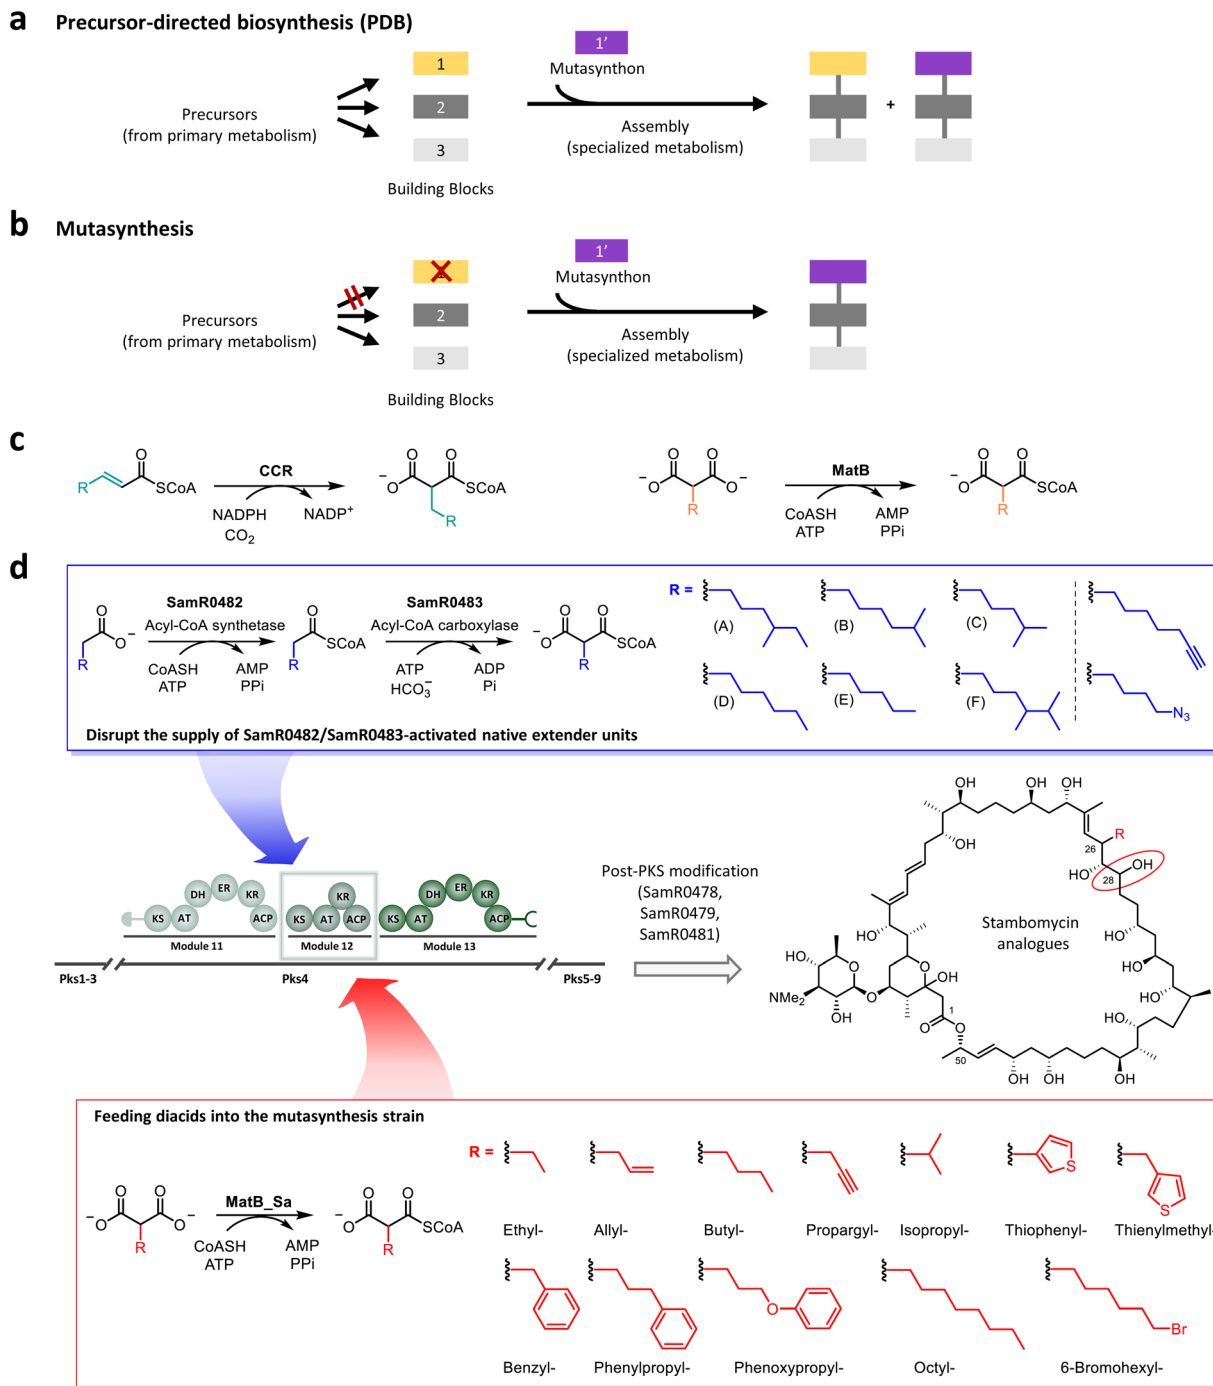 a Precursor-directed biosynthesis (PDB)
1
1’
Mutasynthon
Precursors
(from primary metabolism)
2
+
Assembly
(specialized metabolism)
3
Building Blocks
b Mutasynthesis
1’
Mutasynthon
Precursors
(from primary metabolism)
2
Assembly
(specialized metabolism)
3
Building Blocks
c
R O SCoA
CCR
NADPH NADP+
CO2
−O O O SCoA R
−O O O O− R
MatB
CoASH AMP
ATP PPi
−O O O SCoA R
d
SamR0482
Acyl-CoA synthetase
CoASH AMP
ATP PPi
SamR0483
Acyl-CoA carboxylase
ATP ADP
HCO3− Pi
O O− R
O SCoA R
−O O O SCoA R
R =
(A) (B) (C)
(D) (E) (F)
N3
Disrupt the supply of SamR0482/SamR0483-activated native extender units
DH ER KR
KS AT ACP
Module 11
KR
KS AT ACP
Module 12
DH ER KR
KS AT ACP
Module 13
Pks1-3 Pks4 Pks5-9
Post-PKS modification
(SamR0478,
SamR0479,
SamR0481)
OH OH OH
OH
R
26
HO 28 OH
Stambomycin
analogues
OH
HO
HO
HO
HO
O
HO
NMe2
OH
O
O
O
OH
1
O
O
50
OH OH OH
Feeding diacids into the mutasynthesis strain
−O O O O− R
MatB_Sa
CoASH AMP
ATP PPi
−O O O SCoA R
R =
S
S
Ethyl- Allyl- Butyl- Propargyl- Isopropyl- Thiophenyl- Thienylmethyl-
O
Br
Benzyl- Phenylpropyl- Phenoxypropyl- Octyl- 6-Bromohexyl-